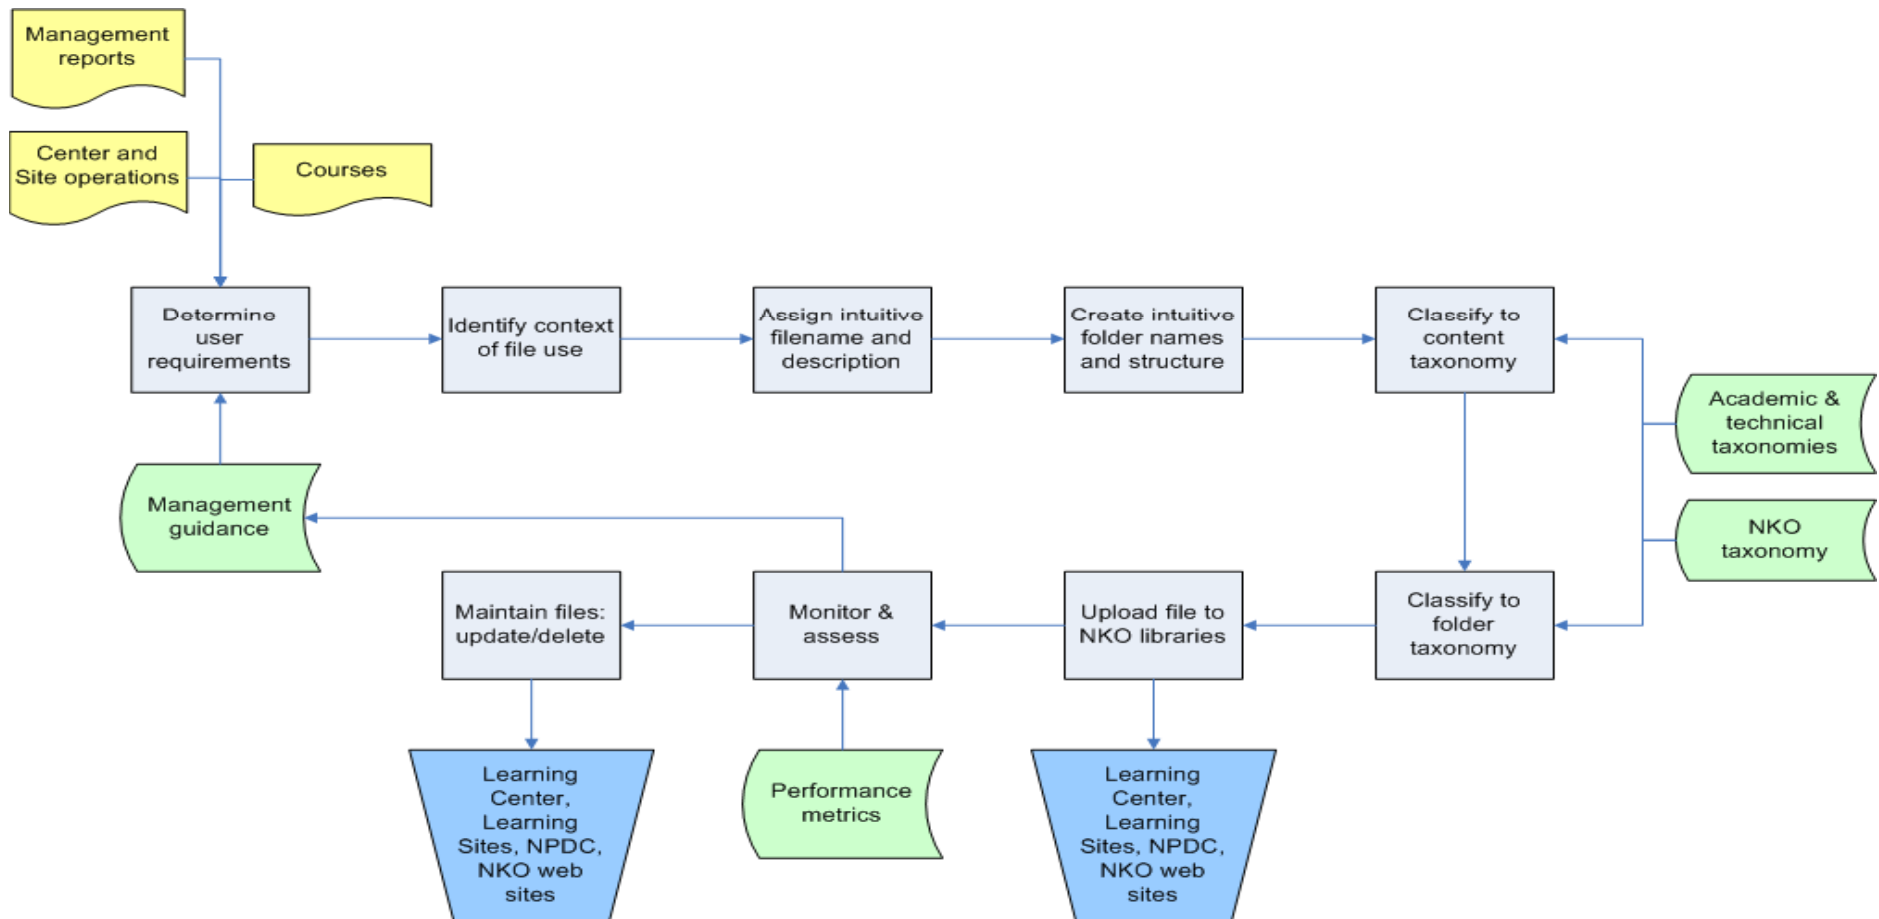 Management
reports
Center and
Site operations
Courses
Determine
user
requirements
Identify context
of file use
Assign intuitive
filename and
description
Create intuitive
folder names
and structure
Classify to
content
taxonomy
Academic &
technical
taxonomies
Management
guidance
NKO
taxonomy
Maintain files:
update/delete
Monitor &
assess
Upload file to
NKO libraries
Classify to
folder
taxonomy
Learning
Center,
Learning
Sites, NPDC,
NKO web
sites
Performance
metrics
Learning
Center,
Learning
Sites, NPDC,
NKO web
sites